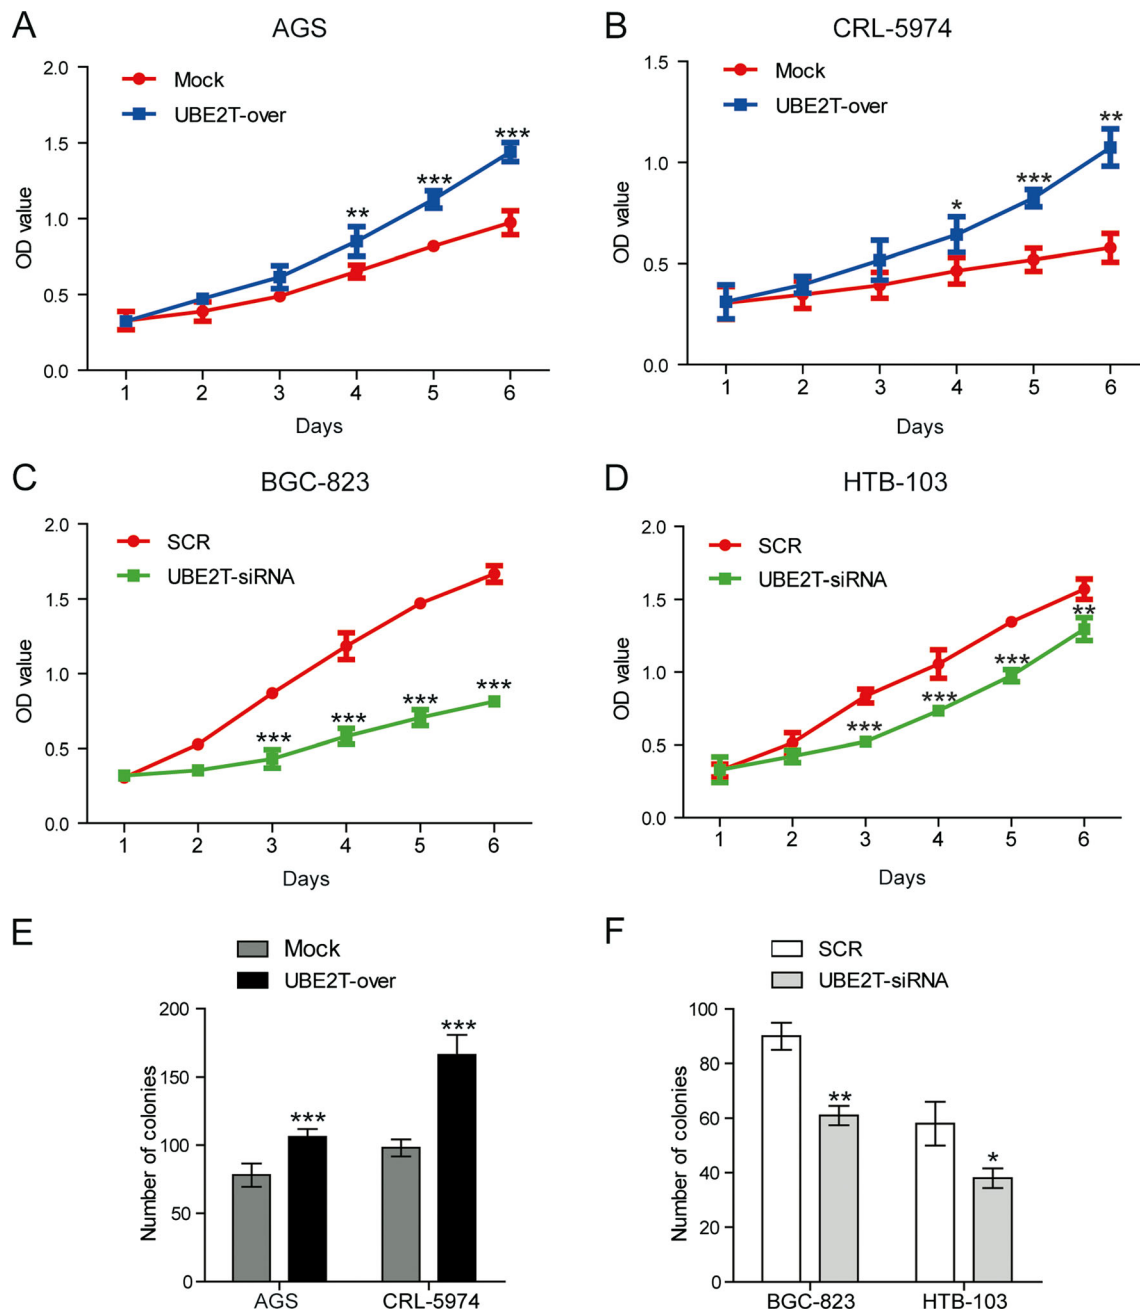 A
AGS
Mock
UBE2T-over
OD value
2.0
1.5
1.0
0.5
0.0
**
***
***
1 2 3 4 5 6
Days
B
CRL-5974
Mock
UBE2T-over
OD value
1.5
1.0
0.5
0.0
*
***
**
1 2 3 4 5 6
Days
C
BGC-823
SCR
UBE2T-siRNA
OD value
2.0
1.5
1.0
0.5
0.0
***
***
***
***
1 2 3 4 5 6
Days
D
HTB-103
SCR
UBE2T-siRNA
OD value
2.0
1.5
1.0
0.5
0.0
***
***
***
**
1 2 3 4 5 6
Days
E
Mock
UBE2T-over
Number of colonies
200
150
100
50
0
***
***
AGS CRL-5974
F
SCR
UBE2T-siRNA
Number of colonies
100
80
60
40
20
0
**
*
BGC-823 HTB-103